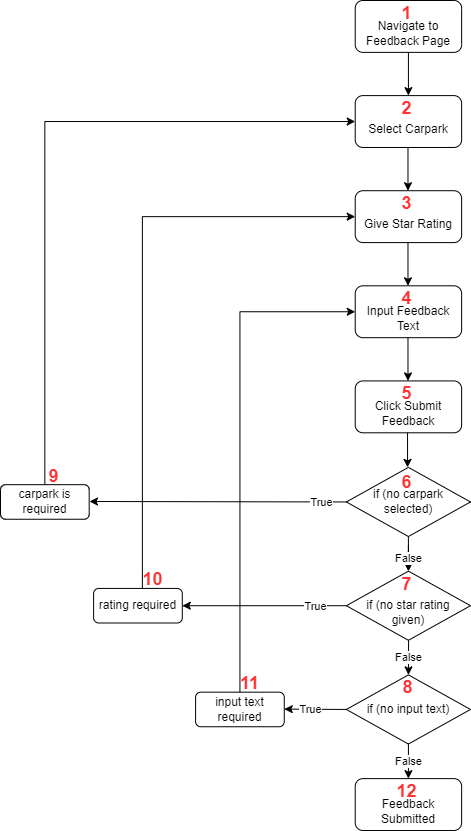 1
Navigate to
Feedback Page
2
Select Carpark
3
Give Star Rating
4
Input Feedback
Text
5
Click Submit
Feedback
6
if (no carpark
selected)
True
9
carpark is
required
False
7
if (no star rating
given)
True
10
rating required
False
8
if (no input text)
True
11
input text
required
False
12
Feedback
Submitted